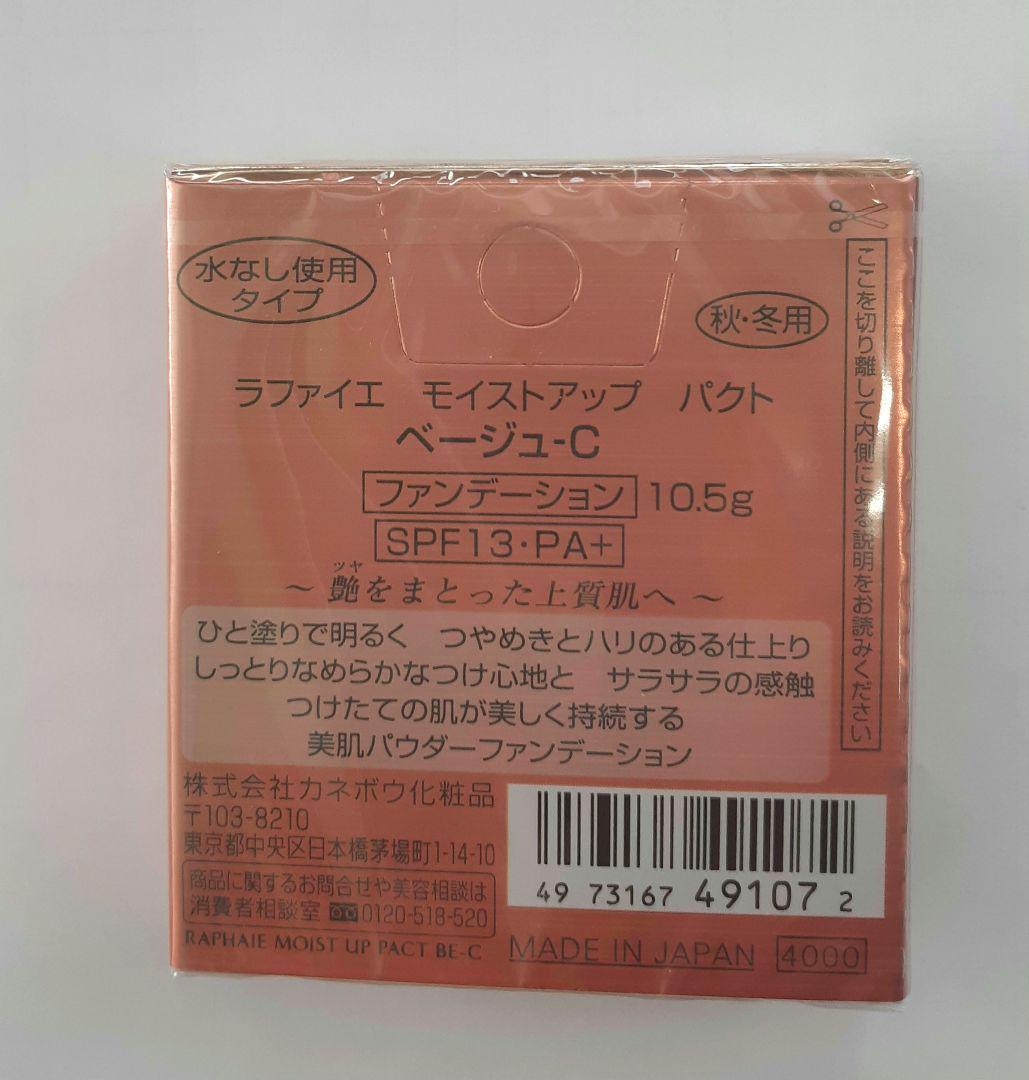 水なし使用
タイプ
秋・冬用
ラファイエ　モイストアップ　パクト
ベージュ-C
ファンデーション 10.5g
SPF13・PA+
ツヤ
～ 艶をまとった上質肌へ ～
ひと塗りで明るく　つやめきとハリのある仕上り
しっとりなめらかなつけ心地と　サラサラの感触
つけたての肌が美しく持続する
美肌パウダーファンデーション
株式会社カネボウ化粧品
〒103-8210
東京都中央区日本橋茅場町1-14-10
商品に関するお問合せや美容相談は
消費者相談室 0120-518-520
RAPHAIE MOIST UP PACT BE-C
49 73167 49107 2
MADE IN JAPAN 4000
ここを切り離して内側にある説明をお読みください